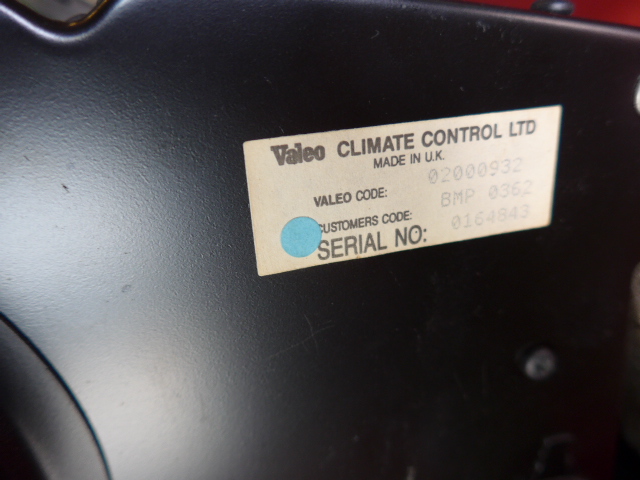 Valeo CLIMATE CONTROL LTD
MADE IN U.K.
VALEO CODE: 02000932
CUSTOMERS CODE: BMP 0362
SERIAL NO: 0164843